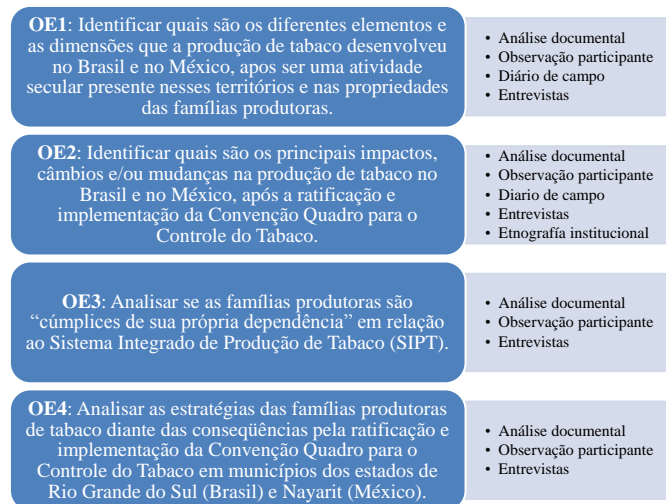 OE1: Identificar quais são os diferentes elementos e
as dimensões que a produção de tabaco desenvolveu
no Brasil e no México, apos ser uma atividade
secular presente nesses territórios e nas propriedades
das famílias produtoras.
• Análise documental
• Observação participante
• Diário de campo
• Entrevistas
OE2: Identificar quais são os principais impactos,
câmbios e/ou mudanças na produção de tabaco no
Brasil e no México, após a ratificação e
implementação da Convenção Quadro para o
Controle do Tabaco.
• Análise documental
• Observação participante
• Diario de campo
• Entrevistas
• Etnografía institucional
OE3: Analisar se as famílias produtoras são
“cúmplices de sua própria dependência” em relação
ao Sistema Integrado de Produção de Tabaco (SIPT).
• Análise documental
• Observação participante
• Entrevistas
OE4: Analisar as estratégias das famílias produtoras
de tabaco diante das conseqüências pela ratificação e
implementação da Convenção Quadro para o
Controle do Tabaco em municípios dos estados de
Rio Grande do Sul (Brasil) e Nayarit (México).
• Análise documental
• Observação participante
• Entrevistas